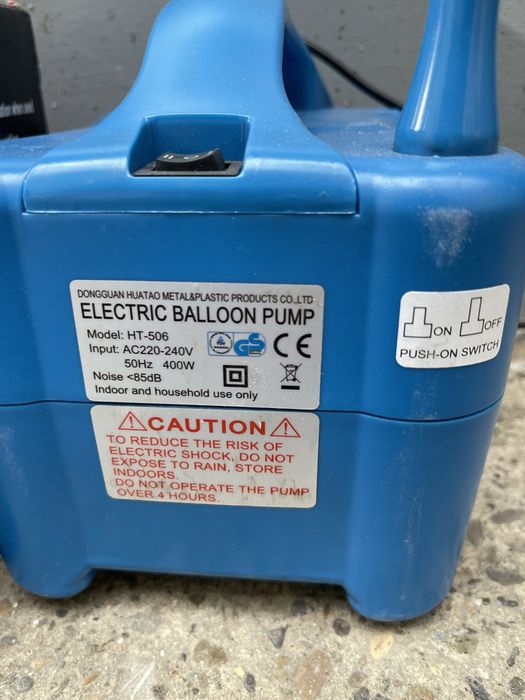 DONGGUAN HUATAO METAL&PLASTIC PRODUCTS CO.,LTD
ELECTRIC BALLOON PUMP
Model: HT-506
Input: AC220-240V
50Hz 400W
Noise <85dB
Indoor and household use only
GS
CE
ON OFF
PUSH-ON SWITCH
CAUTION
TO REDUCE THE RISK OF
ELECTRIC SHOCK, DO NOT
EXPOSE TO RAIN, STORE
INDOORS.
DO NOT OPERATE THE PUMP
OVER 4 HOURS.